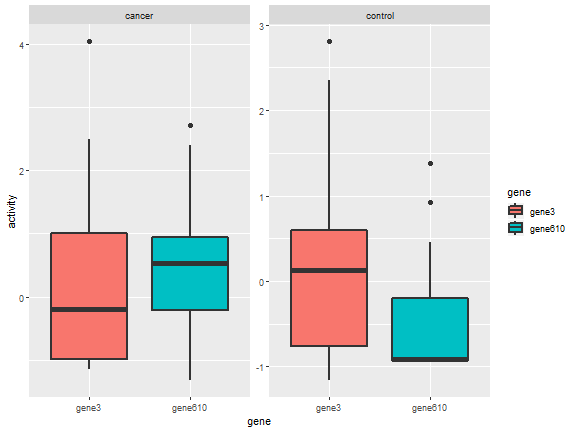 cancer
control
activity
4
2
0
3
2
1
0
-1
gene3
gene610
gene3
gene610
gene
gene
gene3
gene610